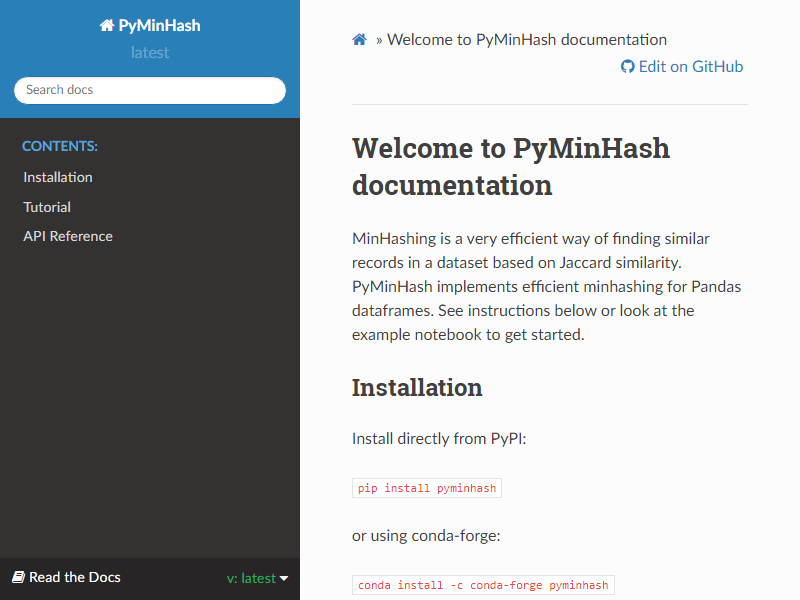 PyMinHash
latest
Search docs
CONTENTS:
Installation
Tutorial
API Reference
Read the Docs
v: latest
» Welcome to PyMinHash documentation
Edit on GitHub
Welcome to PyMinHash
documentation
MinHashing is a very efficient way of finding similar
records in a dataset based on Jaccard similarity.
PyMinHash implements efficient minhashing for Pandas
dataframes. See instructions below or look at the
example notebook to get started.
Installation
Install directly from PyPI:
pip install pyminhash
or using conda-forge:
conda install -c conda-forge pyminhash